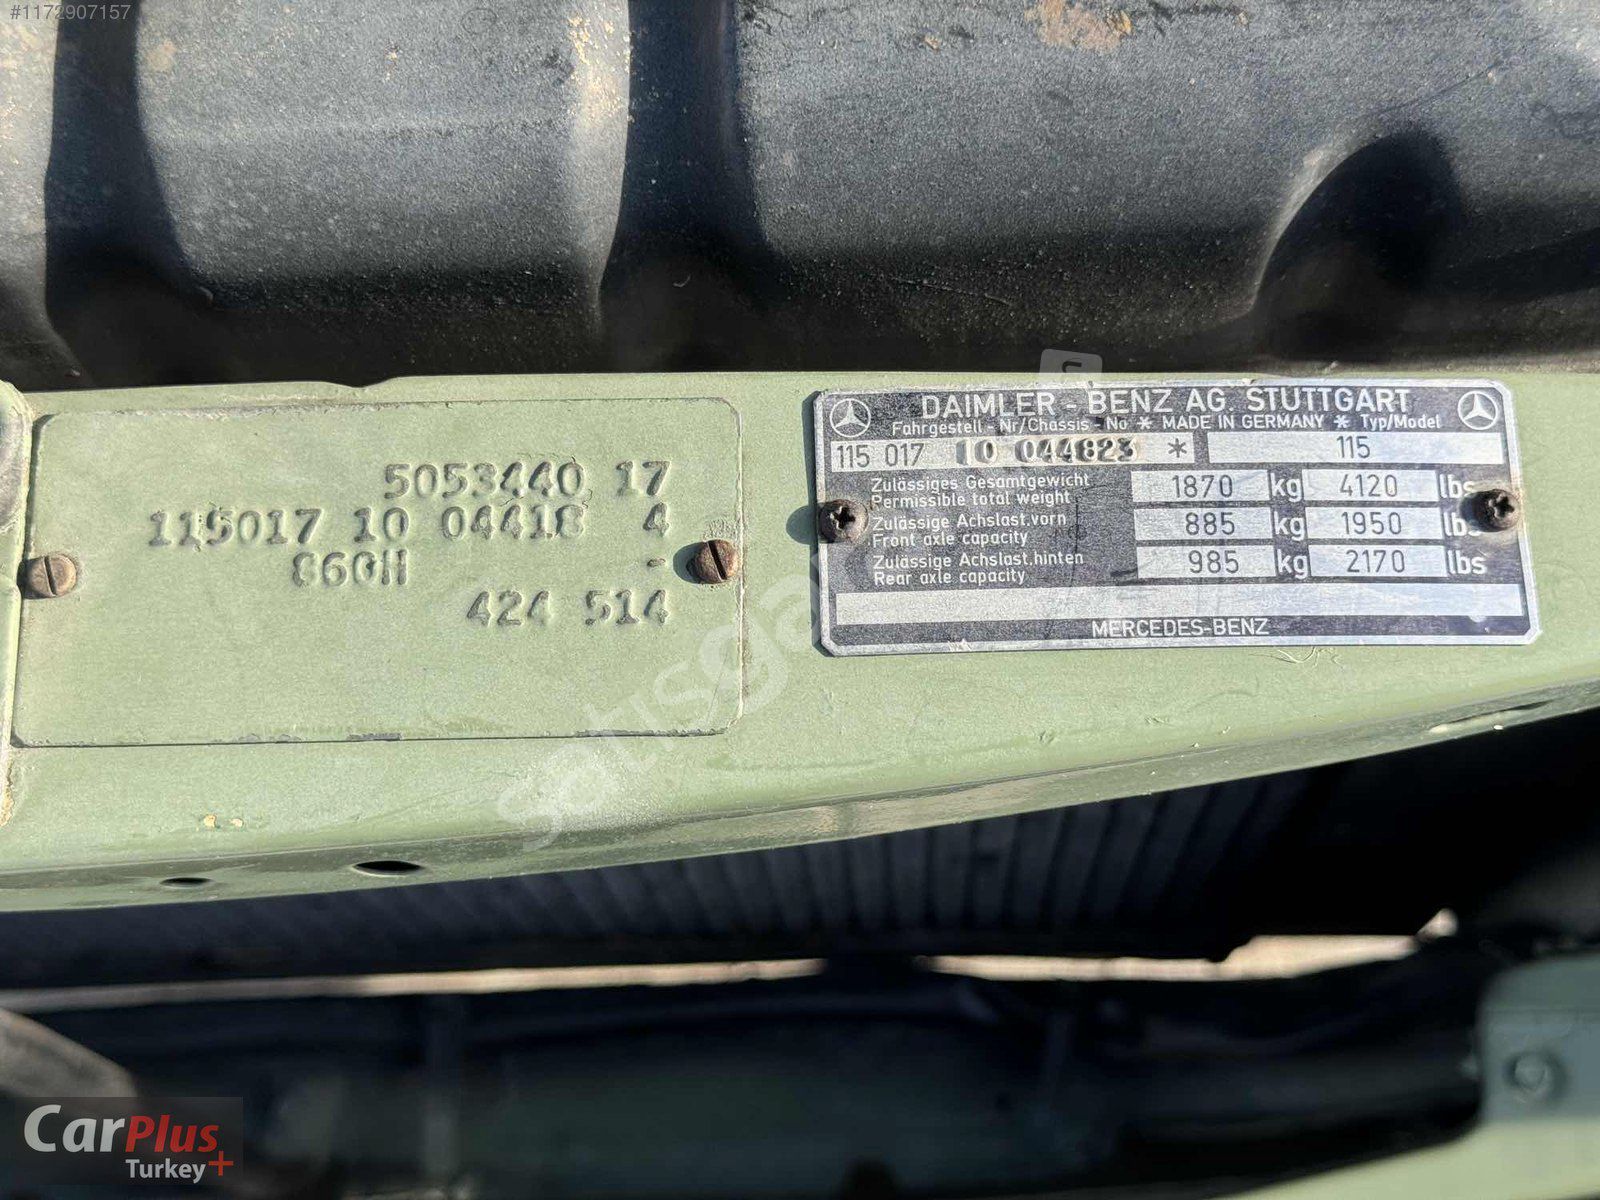 #1172907157
5053440 17
115017 10 04418 4
860H -
424 514
DAIMLER - BENZ AG STUTTGART
Fahrgestell - Nr/Chassis - No * MADE IN GERMANY * Typ/Model
115 017 10 044823 * 115
Zulässiges Gesamtgewicht
Permissible total weight 1870 kg 4120 lbs
Zulässige Achslast.vorn
Front axle capacity 885 kg 1950 lbs
Zulässige Achslast.hinten
Rear axle capacity 985 kg 2170 lbs
MERCEDES-BENZ
CarPlus
Turkey+